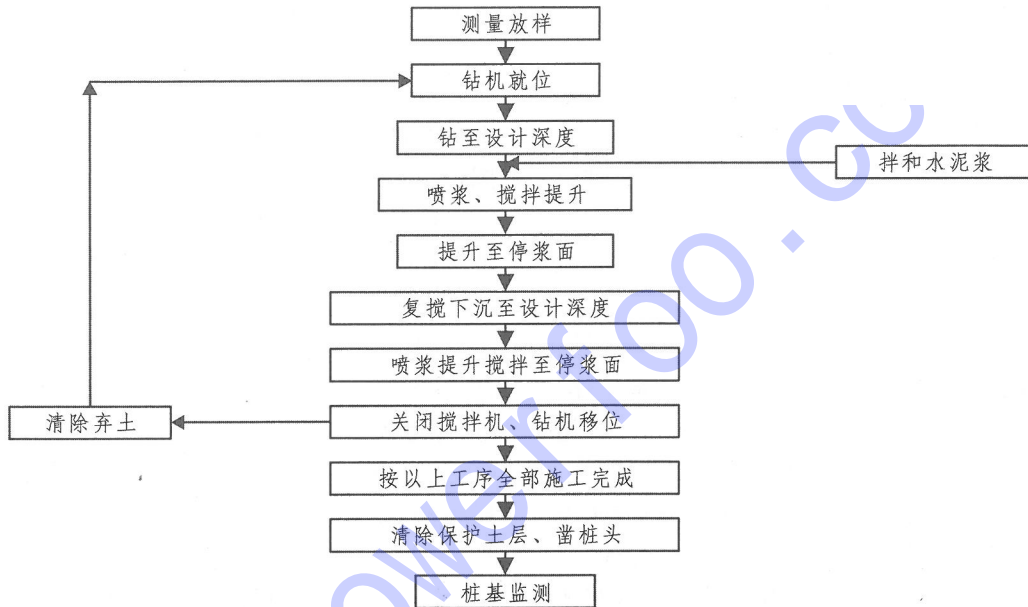 测量放样
钻机就位
钻至设计深度
拌和水泥浆
喷浆、搅拌提升
提升至停浆面
复搅下沉至设计深度
喷浆提升搅拌至停浆面
清除弃土
关闭搅拌机、钻机移位
按以上工序全部施工完成
清除保护土层、凿桩头
桩基监测
owerfoo.co